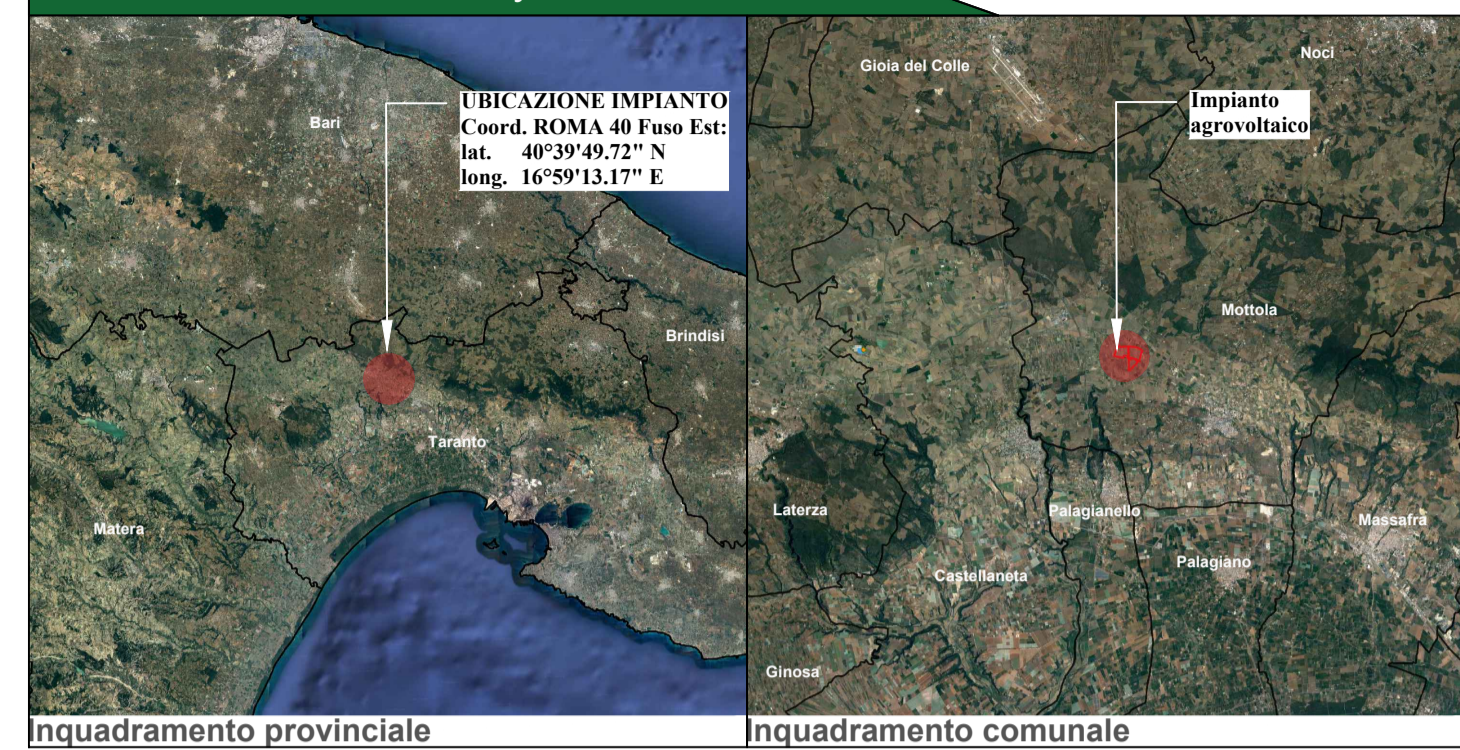 UBICAZIONE IMPIANTO
Coord. ROMA 40 Fuso Est:
lat. 40°39'49.72" N
long. 16°59'13.17" E
Bari
Brindisi
Taranto
Matera
Inquadramento provinciale
Noci
Gioia del Colle
Impianto
agrovoltaico
Mottola
Laterza
Palagianello
Massafra
Palagiano
Castellaneta
Ginosa
Inquadramento comunale